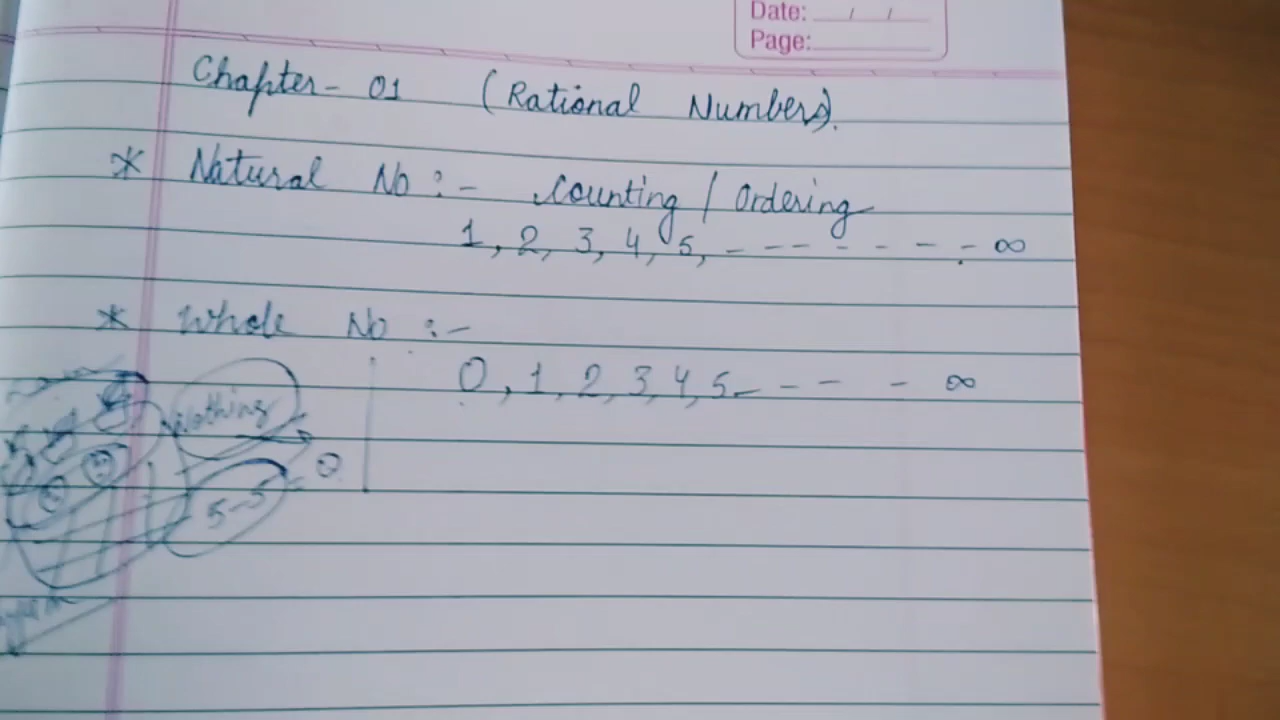 Date: / /
Page:
Chapter- 01 (Rational Numbers).
* Natural No :- Counting / Ordering
1, 2, 3, 4, 5, - - - - - - - - ∞
* Whole No :-
0, 1, 2, 3, 4, 5 - - - - ∞
Nothing
0
5-5